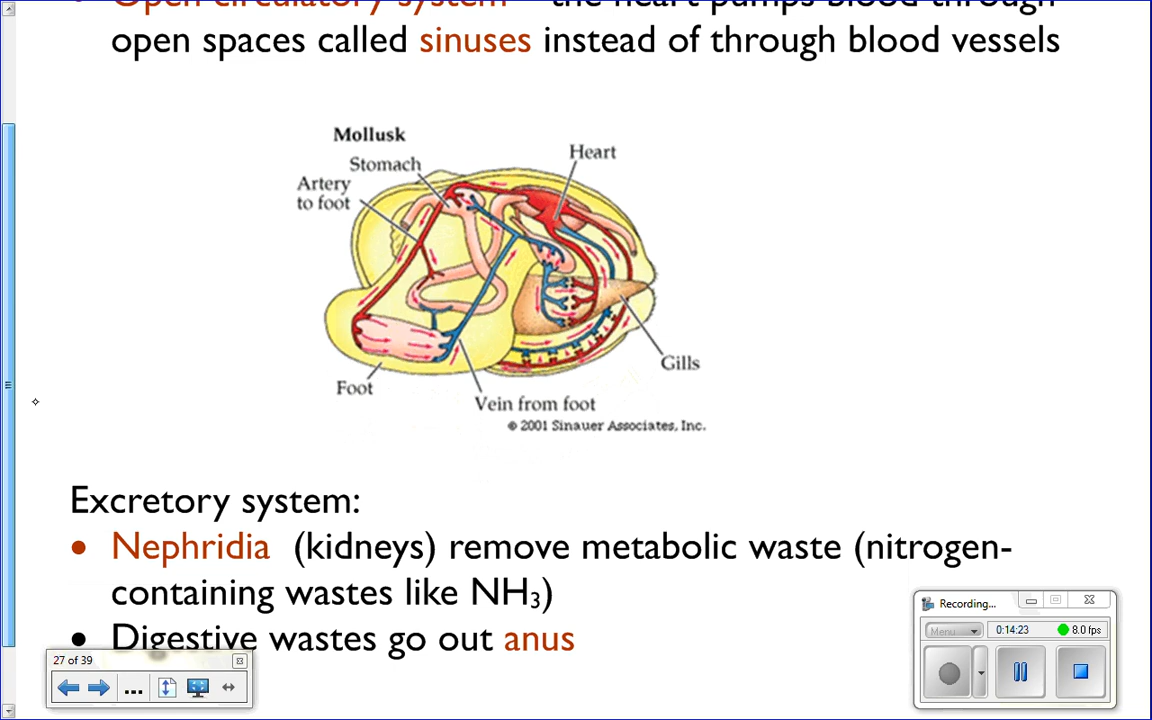 Open circulatory system – the heart pumps blood through
open spaces called sinuses instead of through blood vessels
Mollusk
Stomach
Heart
Artery
to foot
Gills
Foot
Vein from foot
© 2001 Sinauer Associates, Inc.
Excretory system:
• Nephridia (kidneys) remove metabolic waste (nitrogen-
containing wastes like NH₃)
• Digestive wastes go out anus
Recording...
Menu
0:14:23
8.0 fps
27 of 39